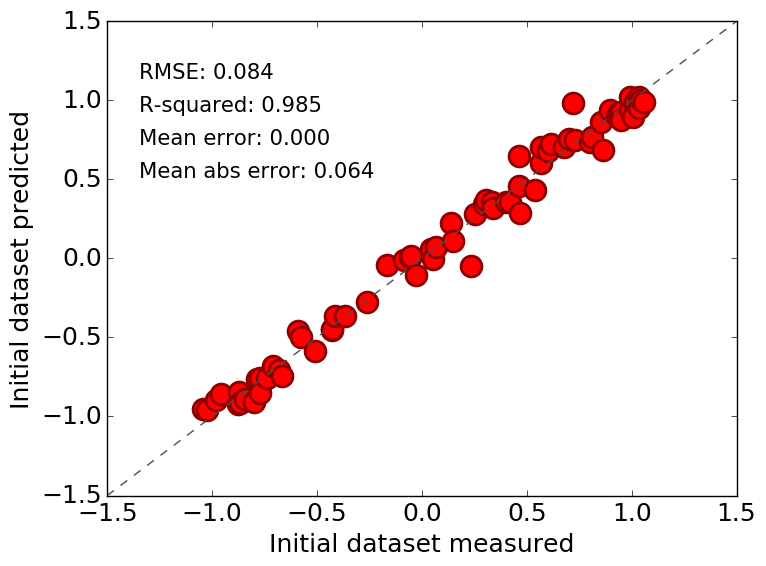 1.5
RMSE: 0.084
1.0
R-squared: 0.985
Mean error: 0.000
Mean abs error: 0.064
0.5
0.0
−0.5
−1.0
−1.5
Initial dataset predicted
−1.5 −1.0 −0.5 0.0 0.5 1.0 1.5
Initial dataset measured